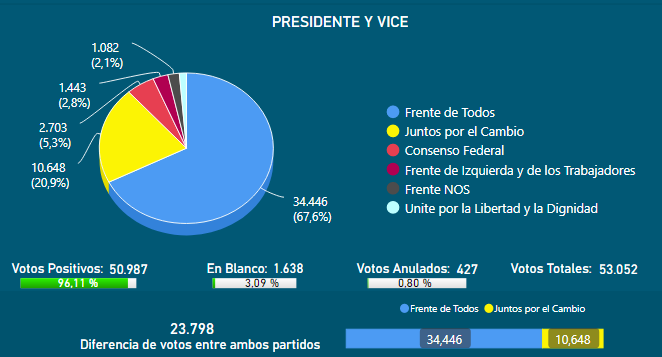 PRESIDENTE Y VICE
1.082
(2,1%)
1.443
(2,8%)
2.703
(5,3%)
10.648
(20,9%)
34.446
(67,6%)
Frente de Todos
Juntos por el Cambio
Consenso Federal
Frente de Izquierda y de los Trabajadores
Frente NOS
Unite por la Libertad y la Dignidad
Votos Positivos: 50.987
96,11 %
En Blanco: 1.638
3,09 %
Votos Anulados: 427
0,80 %
Votos Totales: 53.052
23.798
Diferencia de votos entre ambos partidos
Frente de Todos Juntos por el Cambio
34,446 10,648